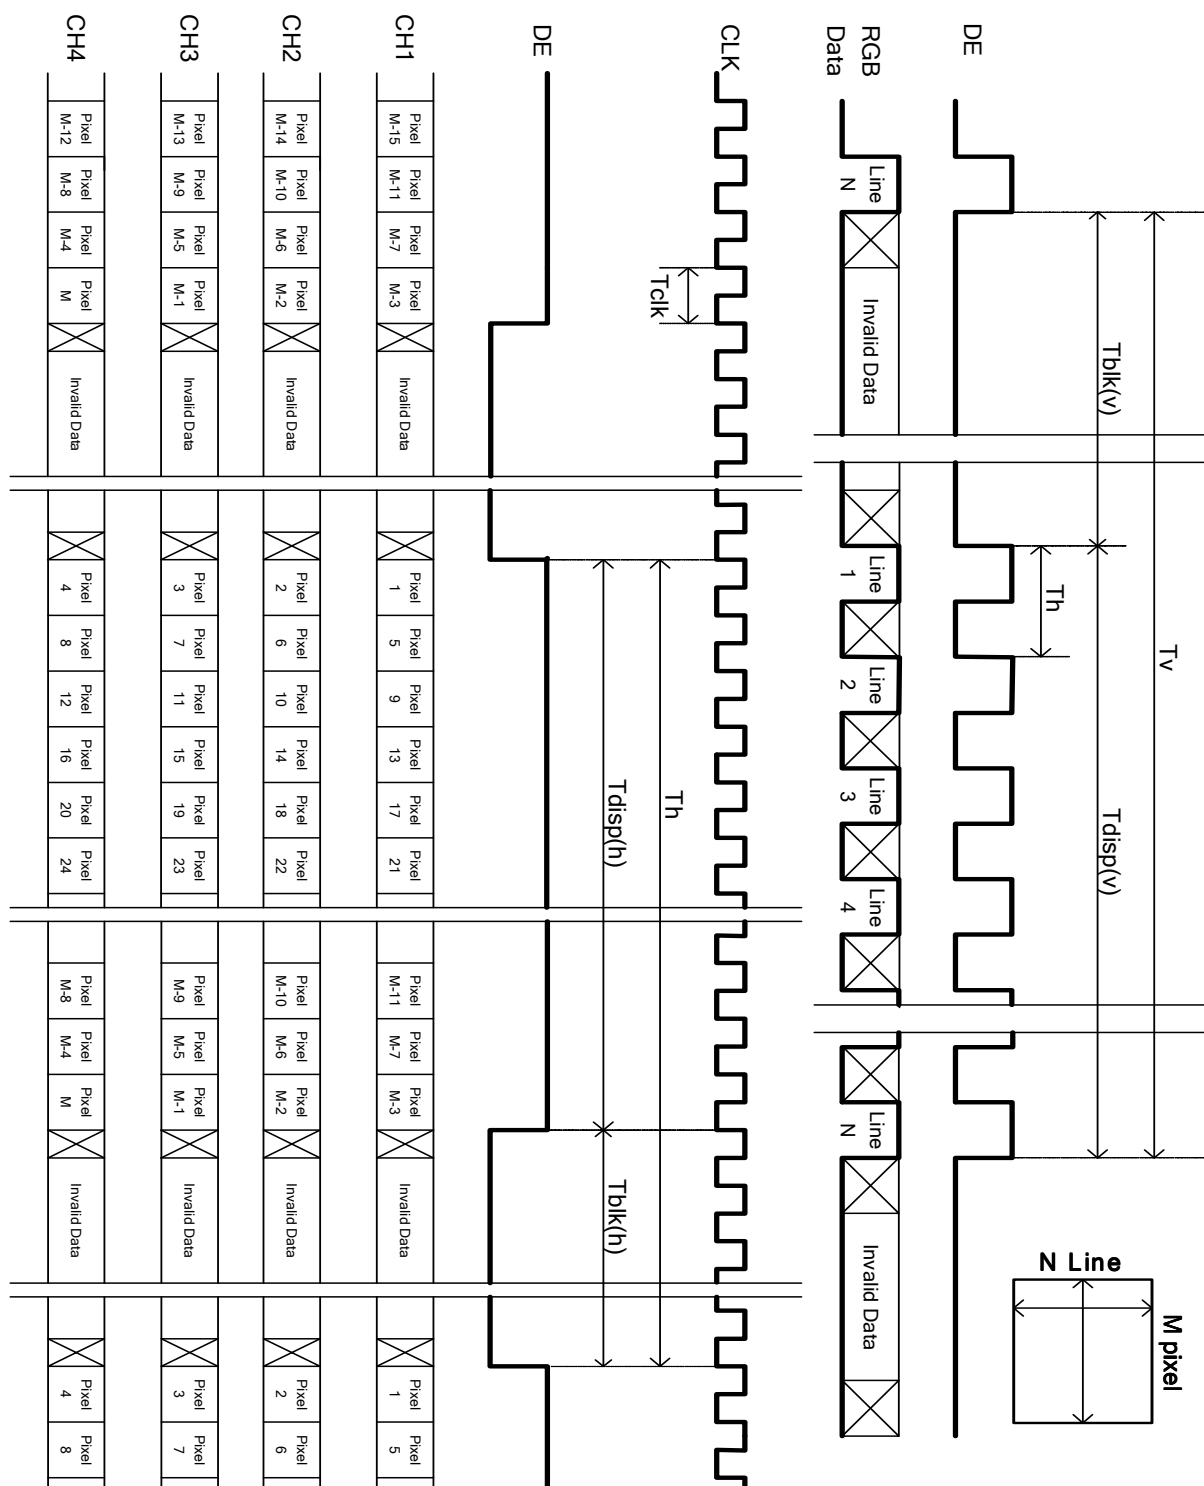 Tv
Tblk(v)
Tdisp(v)
Th
N Line
M pixel
DE
RGB
Data
Line
N
Invalid Data
Line
1
Line
2
Line
3
Line
4
Line
N
Invalid Data
CLK
Tclk
Th
Tdisp(h)
Tblk(h)
DE
CH1
Pixel Pixel Pixel Pixel
M-15 M-11 M-7 M-3
Invalid Data
Pixel Pixel Pixel Pixel Pixel Pixel
1 5 9 13 17 21
Pixel Pixel Pixel
M-11 M-7 M-3
Invalid Data
Pixel Pixel
1 5
CH2
Pixel Pixel Pixel Pixel
M-14 M-10 M-6 M-2
Invalid Data
Pixel Pixel Pixel Pixel Pixel Pixel
2 6 10 14 18 22
Pixel Pixel Pixel
M-10 M-6 M-2
Invalid Data
Pixel Pixel
2 6
CH3
Pixel Pixel Pixel Pixel
M-13 M-9 M-5 M-1
Invalid Data
Pixel Pixel Pixel Pixel Pixel Pixel
3 7 11 15 19 23
Pixel Pixel Pixel
M-9 M-5 M-1
Invalid Data
Pixel Pixel
3 7
CH4
Pixel Pixel Pixel Pixel
M-12 M-8 M-4 M
Invalid Data
Pixel Pixel Pixel Pixel Pixel Pixel
4 8 12 16 20 24
Pixel Pixel Pixel
M-8 M-4 M
Invalid Data
Pixel Pixel
4 8